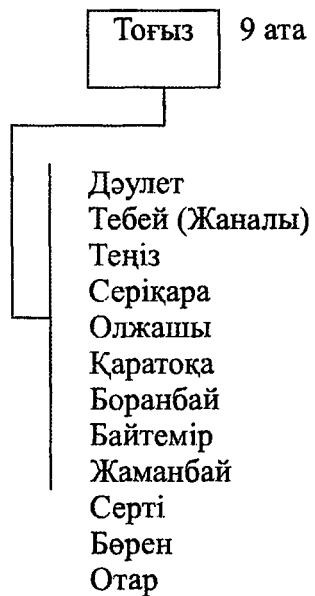 Тоғыз 9 ата
Дәулет
Тебей (Жаналы)
Теңіз
Серіқара
Олжашы
Қаратоқа
Боранбай
Байтемір
Жаманбай
Серті
Бөрен
Отар